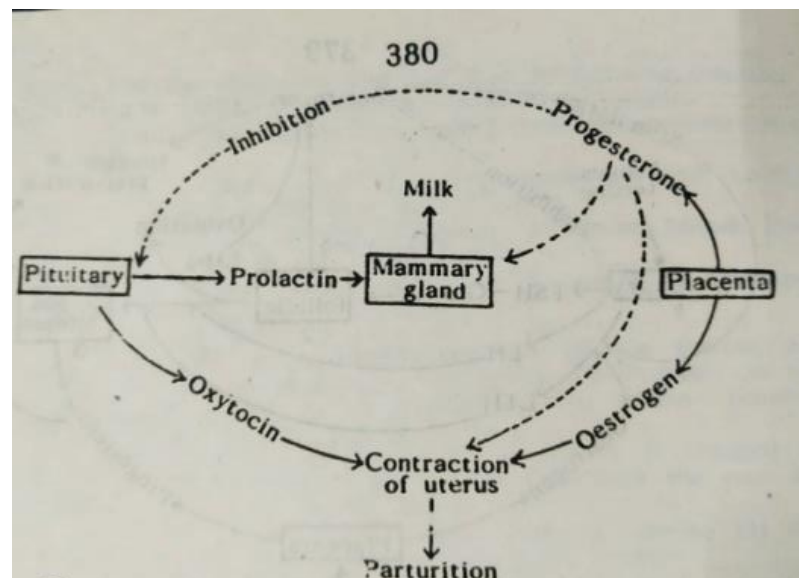 380
Inhibition
Progesterone
Milk
Pituitary
Prolactin
Mammary
gland
Placenta
Oxytocin
Oestrogen
Contraction
of uterus
Parturition